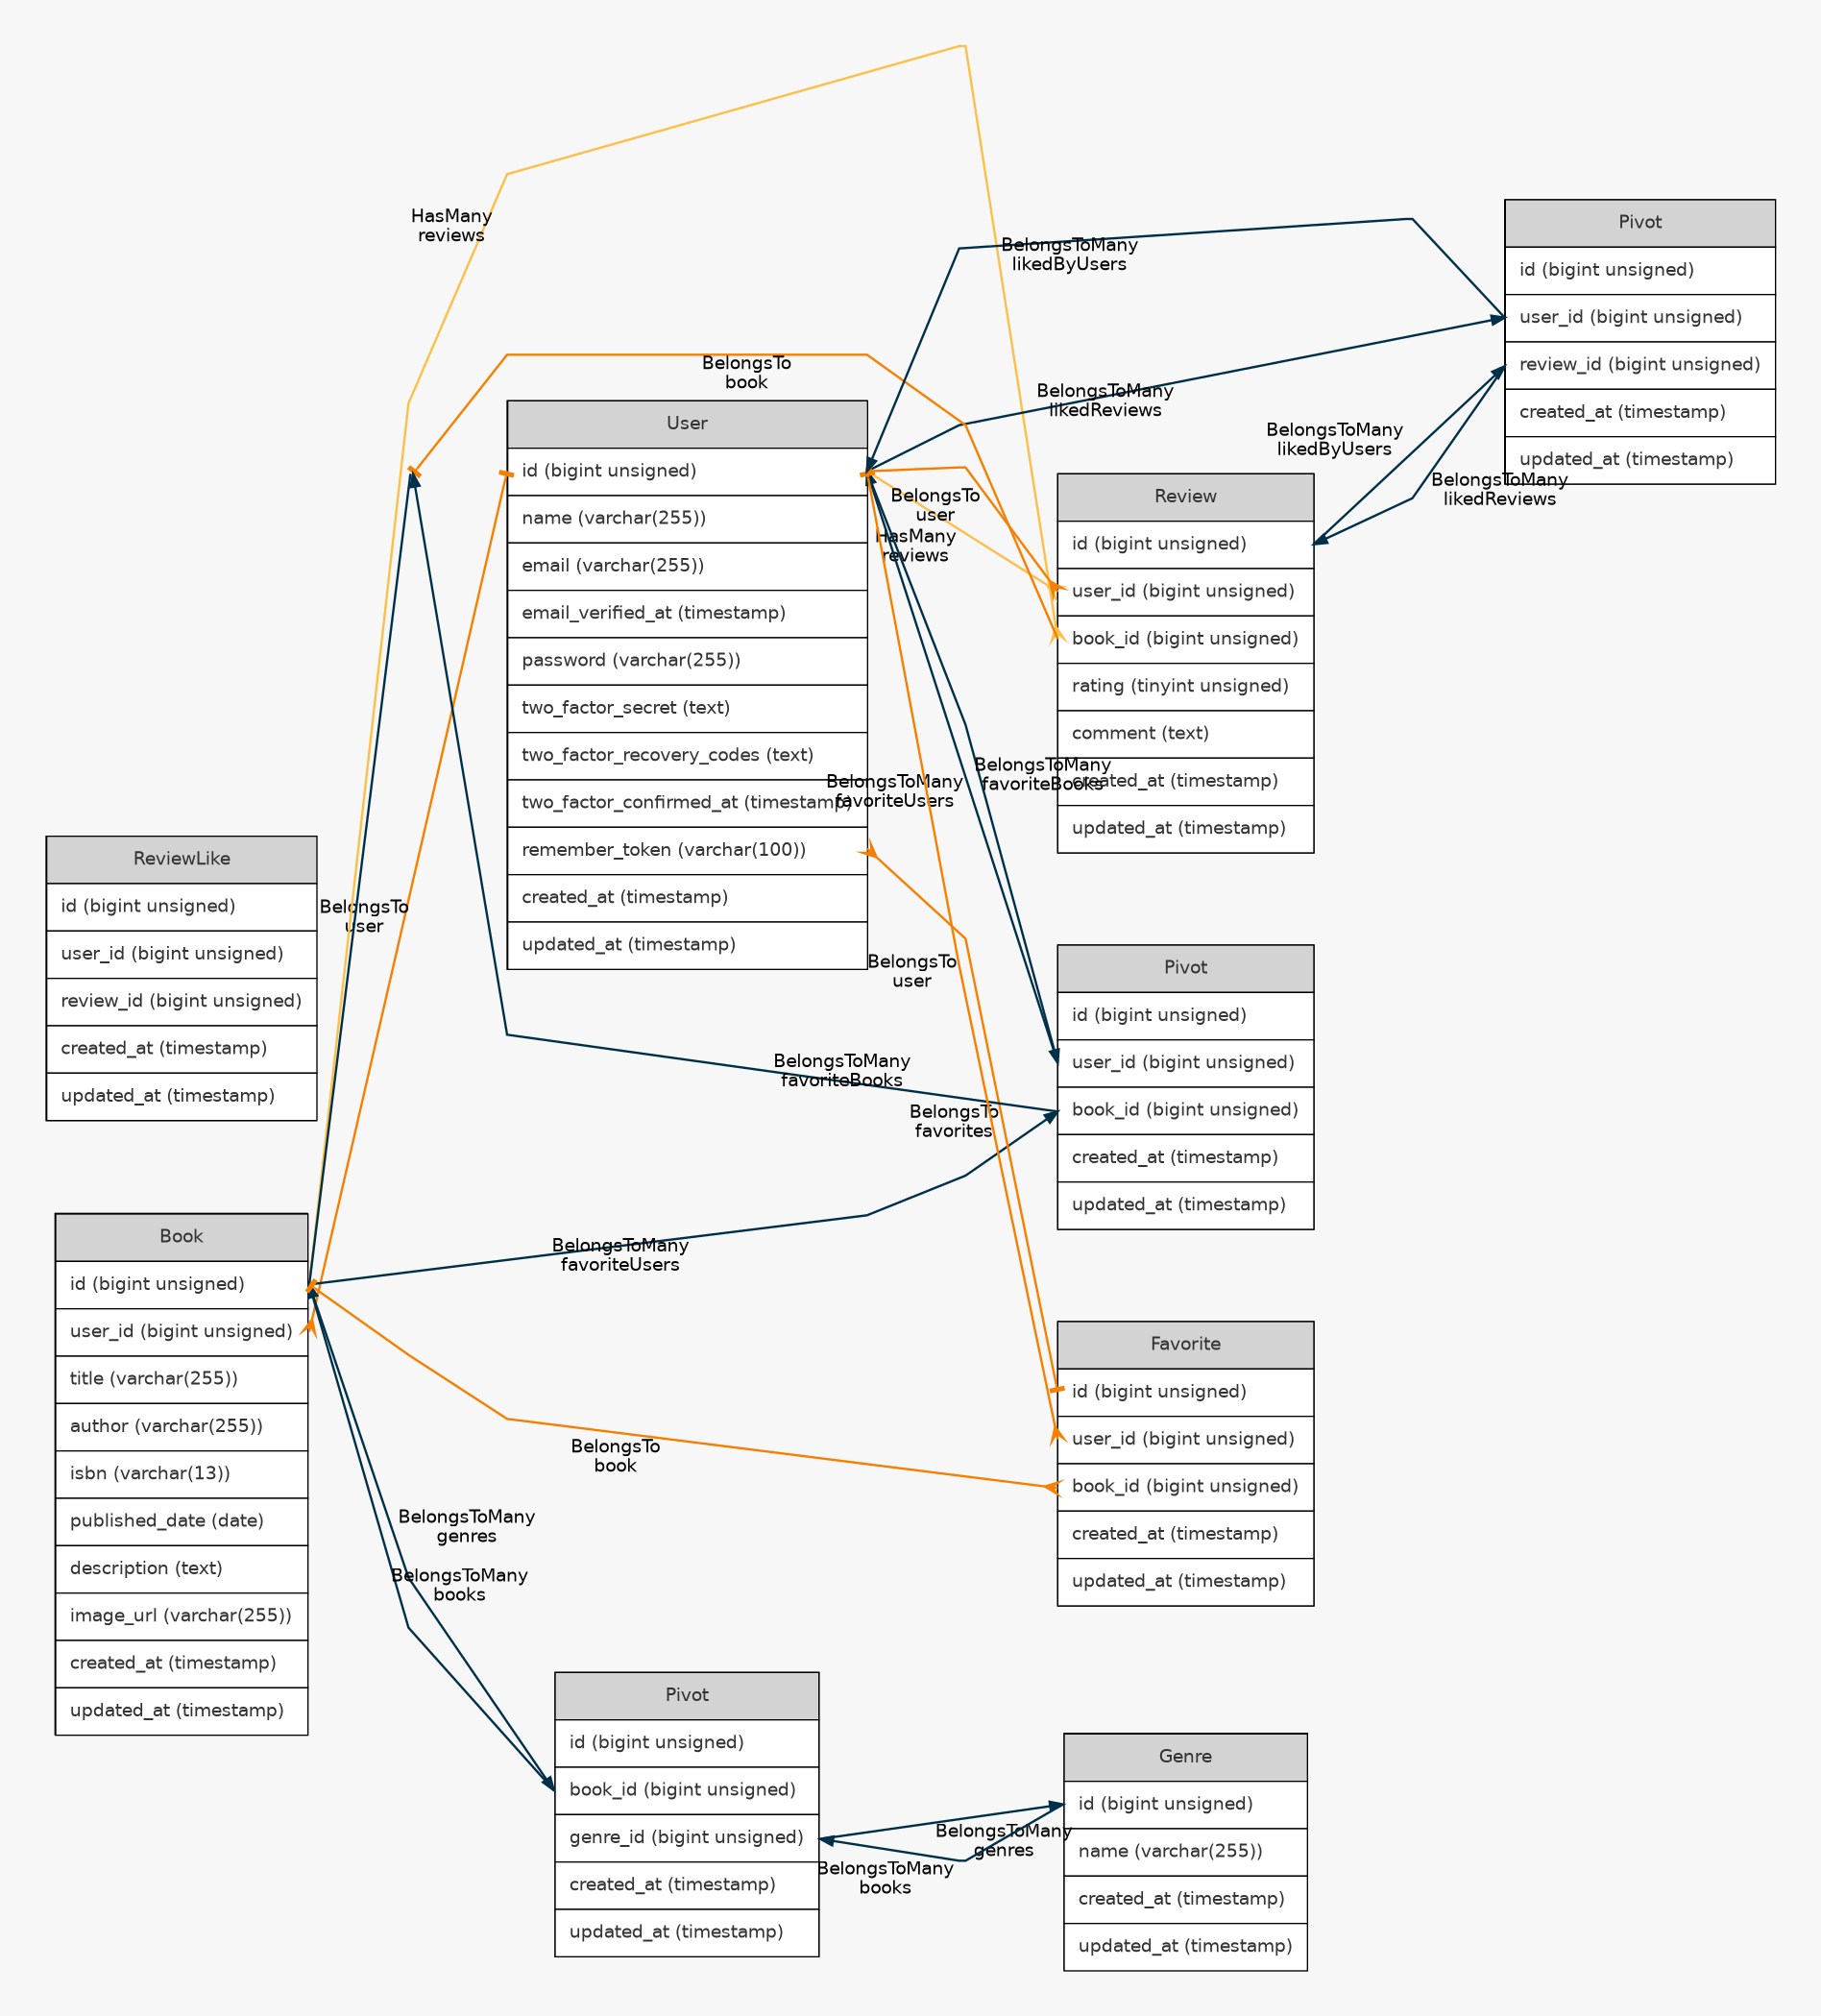 HasMany
reviews
BelongsToMany
likedByUsers
Pivot
id (bigint unsigned)
user_id (bigint unsigned)
review_id (bigint unsigned)
created_at (timestamp)
updated_at (timestamp)
BelongsTo
book
BelongsToMany
likedReviews
BelongsToMany
likedByUsers
BelongsToMany
likedReviews
User
id (bigint unsigned)
name (varchar(255))
email (varchar(255))
email_verified_at (timestamp)
password (varchar(255))
two_factor_secret (text)
two_factor_recovery_codes (text)
two_factor_confirmed_at (timestamp)
remember_token (varchar(100))
created_at (timestamp)
updated_at (timestamp)
BelongsTo
user
HasMany
reviews
Review
id (bigint unsigned)
user_id (bigint unsigned)
book_id (bigint unsigned)
rating (tinyint unsigned)
comment (text)
created_at (timestamp)
updated_at (timestamp)
BelongsToMany
favoriteUsers
BelongsToMany
favoriteBooks
ReviewLike
id (bigint unsigned)
user_id (bigint unsigned)
review_id (bigint unsigned)
created_at (timestamp)
updated_at (timestamp)
BelongsTo
user
BelongsTo
user
Pivot
id (bigint unsigned)
user_id (bigint unsigned)
book_id (bigint unsigned)
created_at (timestamp)
updated_at (timestamp)
BelongsToMany
favoriteBooks
BelongsTo
favorites
BelongsToMany
favoriteUsers
Book
id (bigint unsigned)
user_id (bigint unsigned)
title (varchar(255))
author (varchar(255))
isbn (varchar(13))
published_date (date)
description (text)
image_url (varchar(255))
created_at (timestamp)
updated_at (timestamp)
Favorite
id (bigint unsigned)
user_id (bigint unsigned)
book_id (bigint unsigned)
created_at (timestamp)
updated_at (timestamp)
BelongsTo
book
BelongsToMany
genres
BelongsToMany
books
Pivot
id (bigint unsigned)
book_id (bigint unsigned)
genre_id (bigint unsigned)
created_at (timestamp)
updated_at (timestamp)
BelongsToMany
genres
BelongsToMany
books
Genre
id (bigint unsigned)
name (varchar(255))
created_at (timestamp)
updated_at (timestamp)